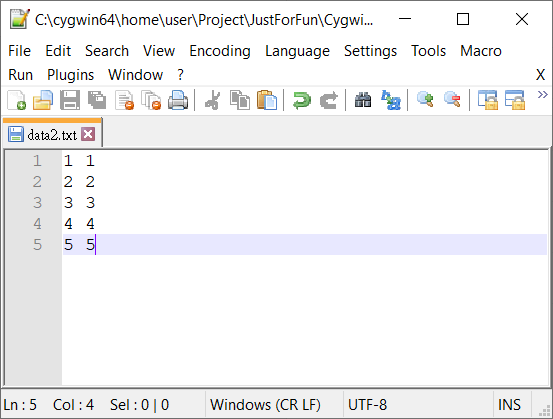 C:\cygwin64\home\user\Project\JustForFun\Cygwi...
File Edit Search View Encoding Language Settings Tools Macro
Run Plugins Window ? X
data2.txt
1 1 1
2 2 2
3 3 3
4 4 4
5 5 5
Ln : 5 Col : 4 Sel : 0 | 0 Windows (CR LF) UTF-8 INS